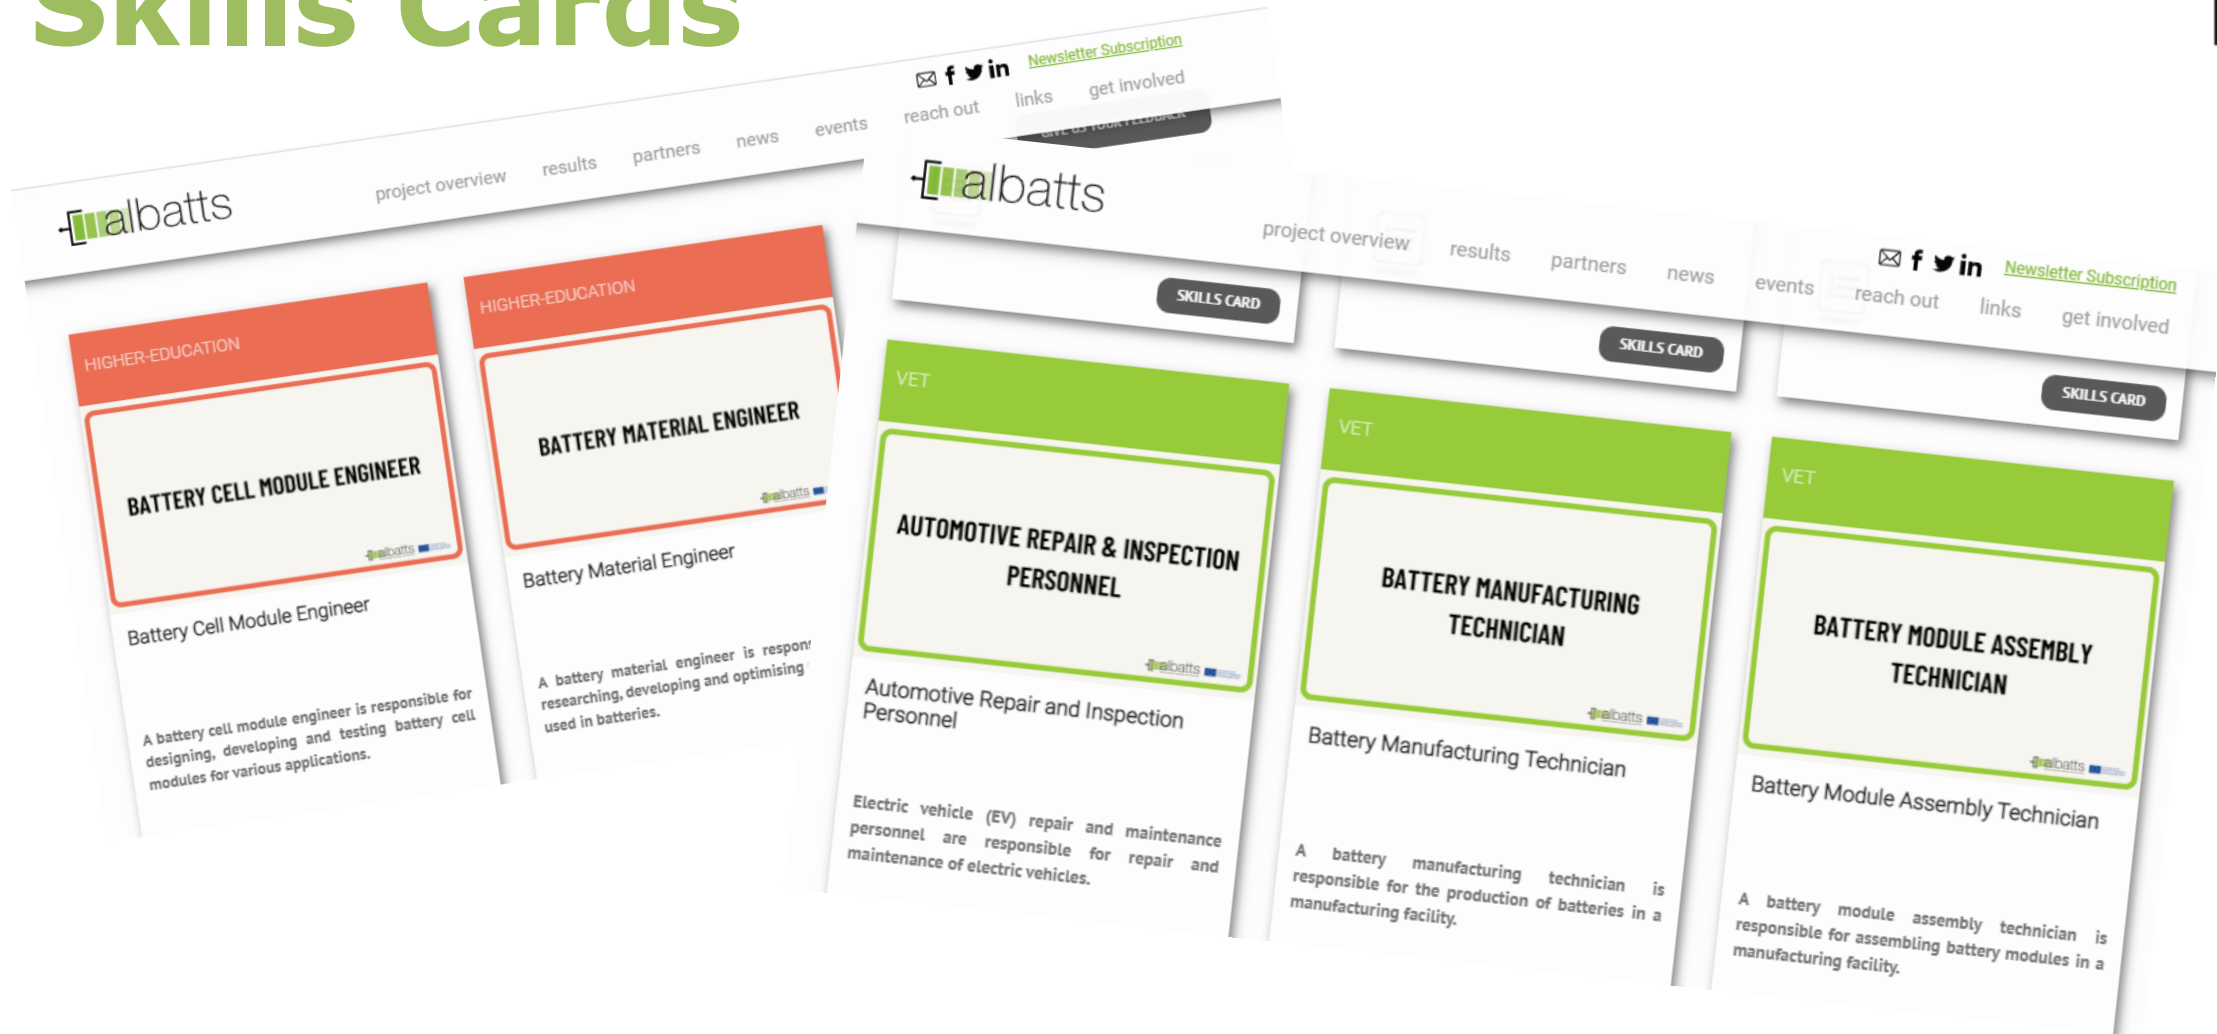 Skills Cards
Newsletter Subscription
project overview results partners news events reach out links get involved
GIVE US YOUR FEEDBACK
albatts
HIGHER-EDUCATION
BATTERY CELL MODULE ENGINEER
albatts
Battery Cell Module Engineer
A battery cell module engineer is responsible for
designing, developing and testing battery cell
modules for various applications.
HIGHER-EDUCATION
BATTERY MATERIAL ENGINEER
albatts
Battery Material Engineer
A battery material engineer is
researching, developing and optimising
used in batteries.
albatts
Newsletter Subscription
project overview results partners news events reach out links get involved
SKILLS CARD
SKILLS CARD
SKILLS CARD
VET
AUTOMOTIVE REPAIR & INSPECTION
PERSONNEL
albatts
Automotive Repair and Inspection
Personnel
Electric vehicle (EV) repair and maintenance
personnel are responsible for repair and
maintenance of electric vehicles.
VET
BATTERY MANUFACTURING
TECHNICIAN
albatts
Battery Manufacturing Technician
A battery manufacturing technician is
responsible for the production of batteries in a
manufacturing facility.
VET
BATTERY MODULE ASSEMBLY
TECHNICIAN
albatts
Battery Module Assembly Technician
A battery module assembly technician is
responsible for assembling battery modules in a
manufacturing facility.